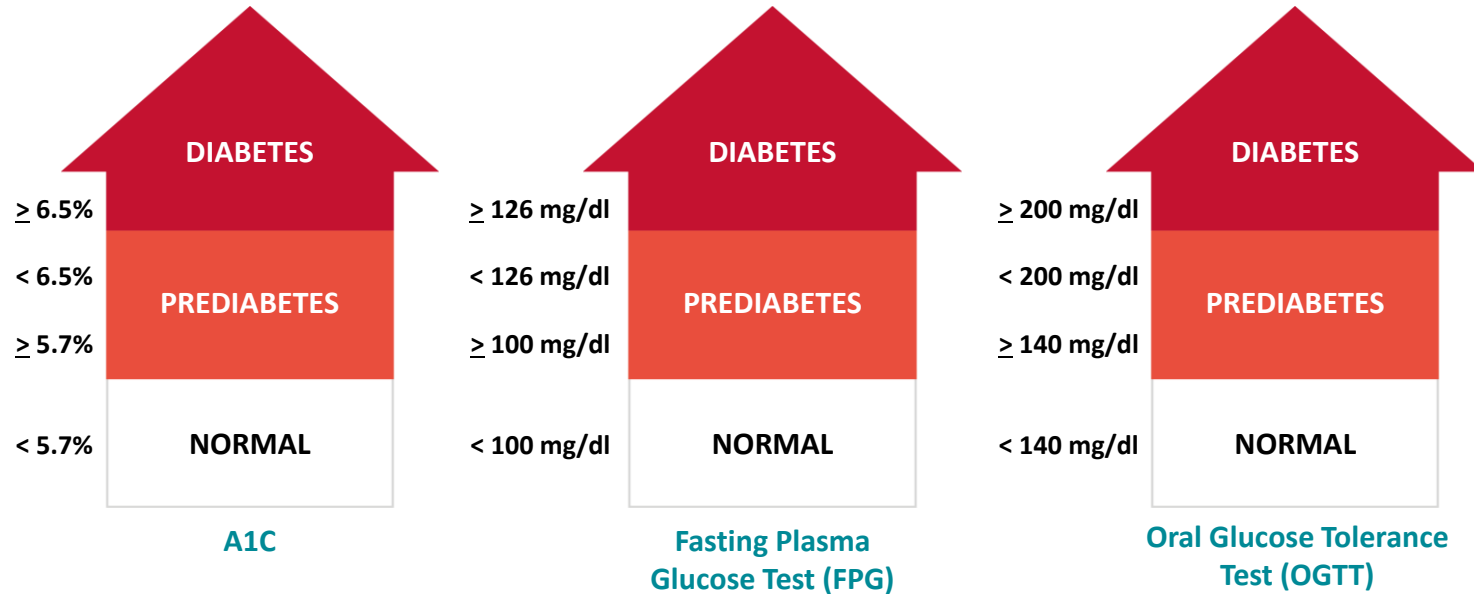 DIABETES
≥ 6.5%
< 6.5%
PREDIABETES
≥ 5.7%
< 5.7%
NORMAL
A1C
DIABETES
≥ 126 mg/dl
< 126 mg/dl
PREDIABETES
≥ 100 mg/dl
< 100 mg/dl
NORMAL
Fasting Plasma
Glucose Test (FPG)
DIABETES
≥ 200 mg/dl
< 200 mg/dl
PREDIABETES
≥ 140 mg/dl
< 140 mg/dl
NORMAL
Oral Glucose Tolerance
Test (OGTT)